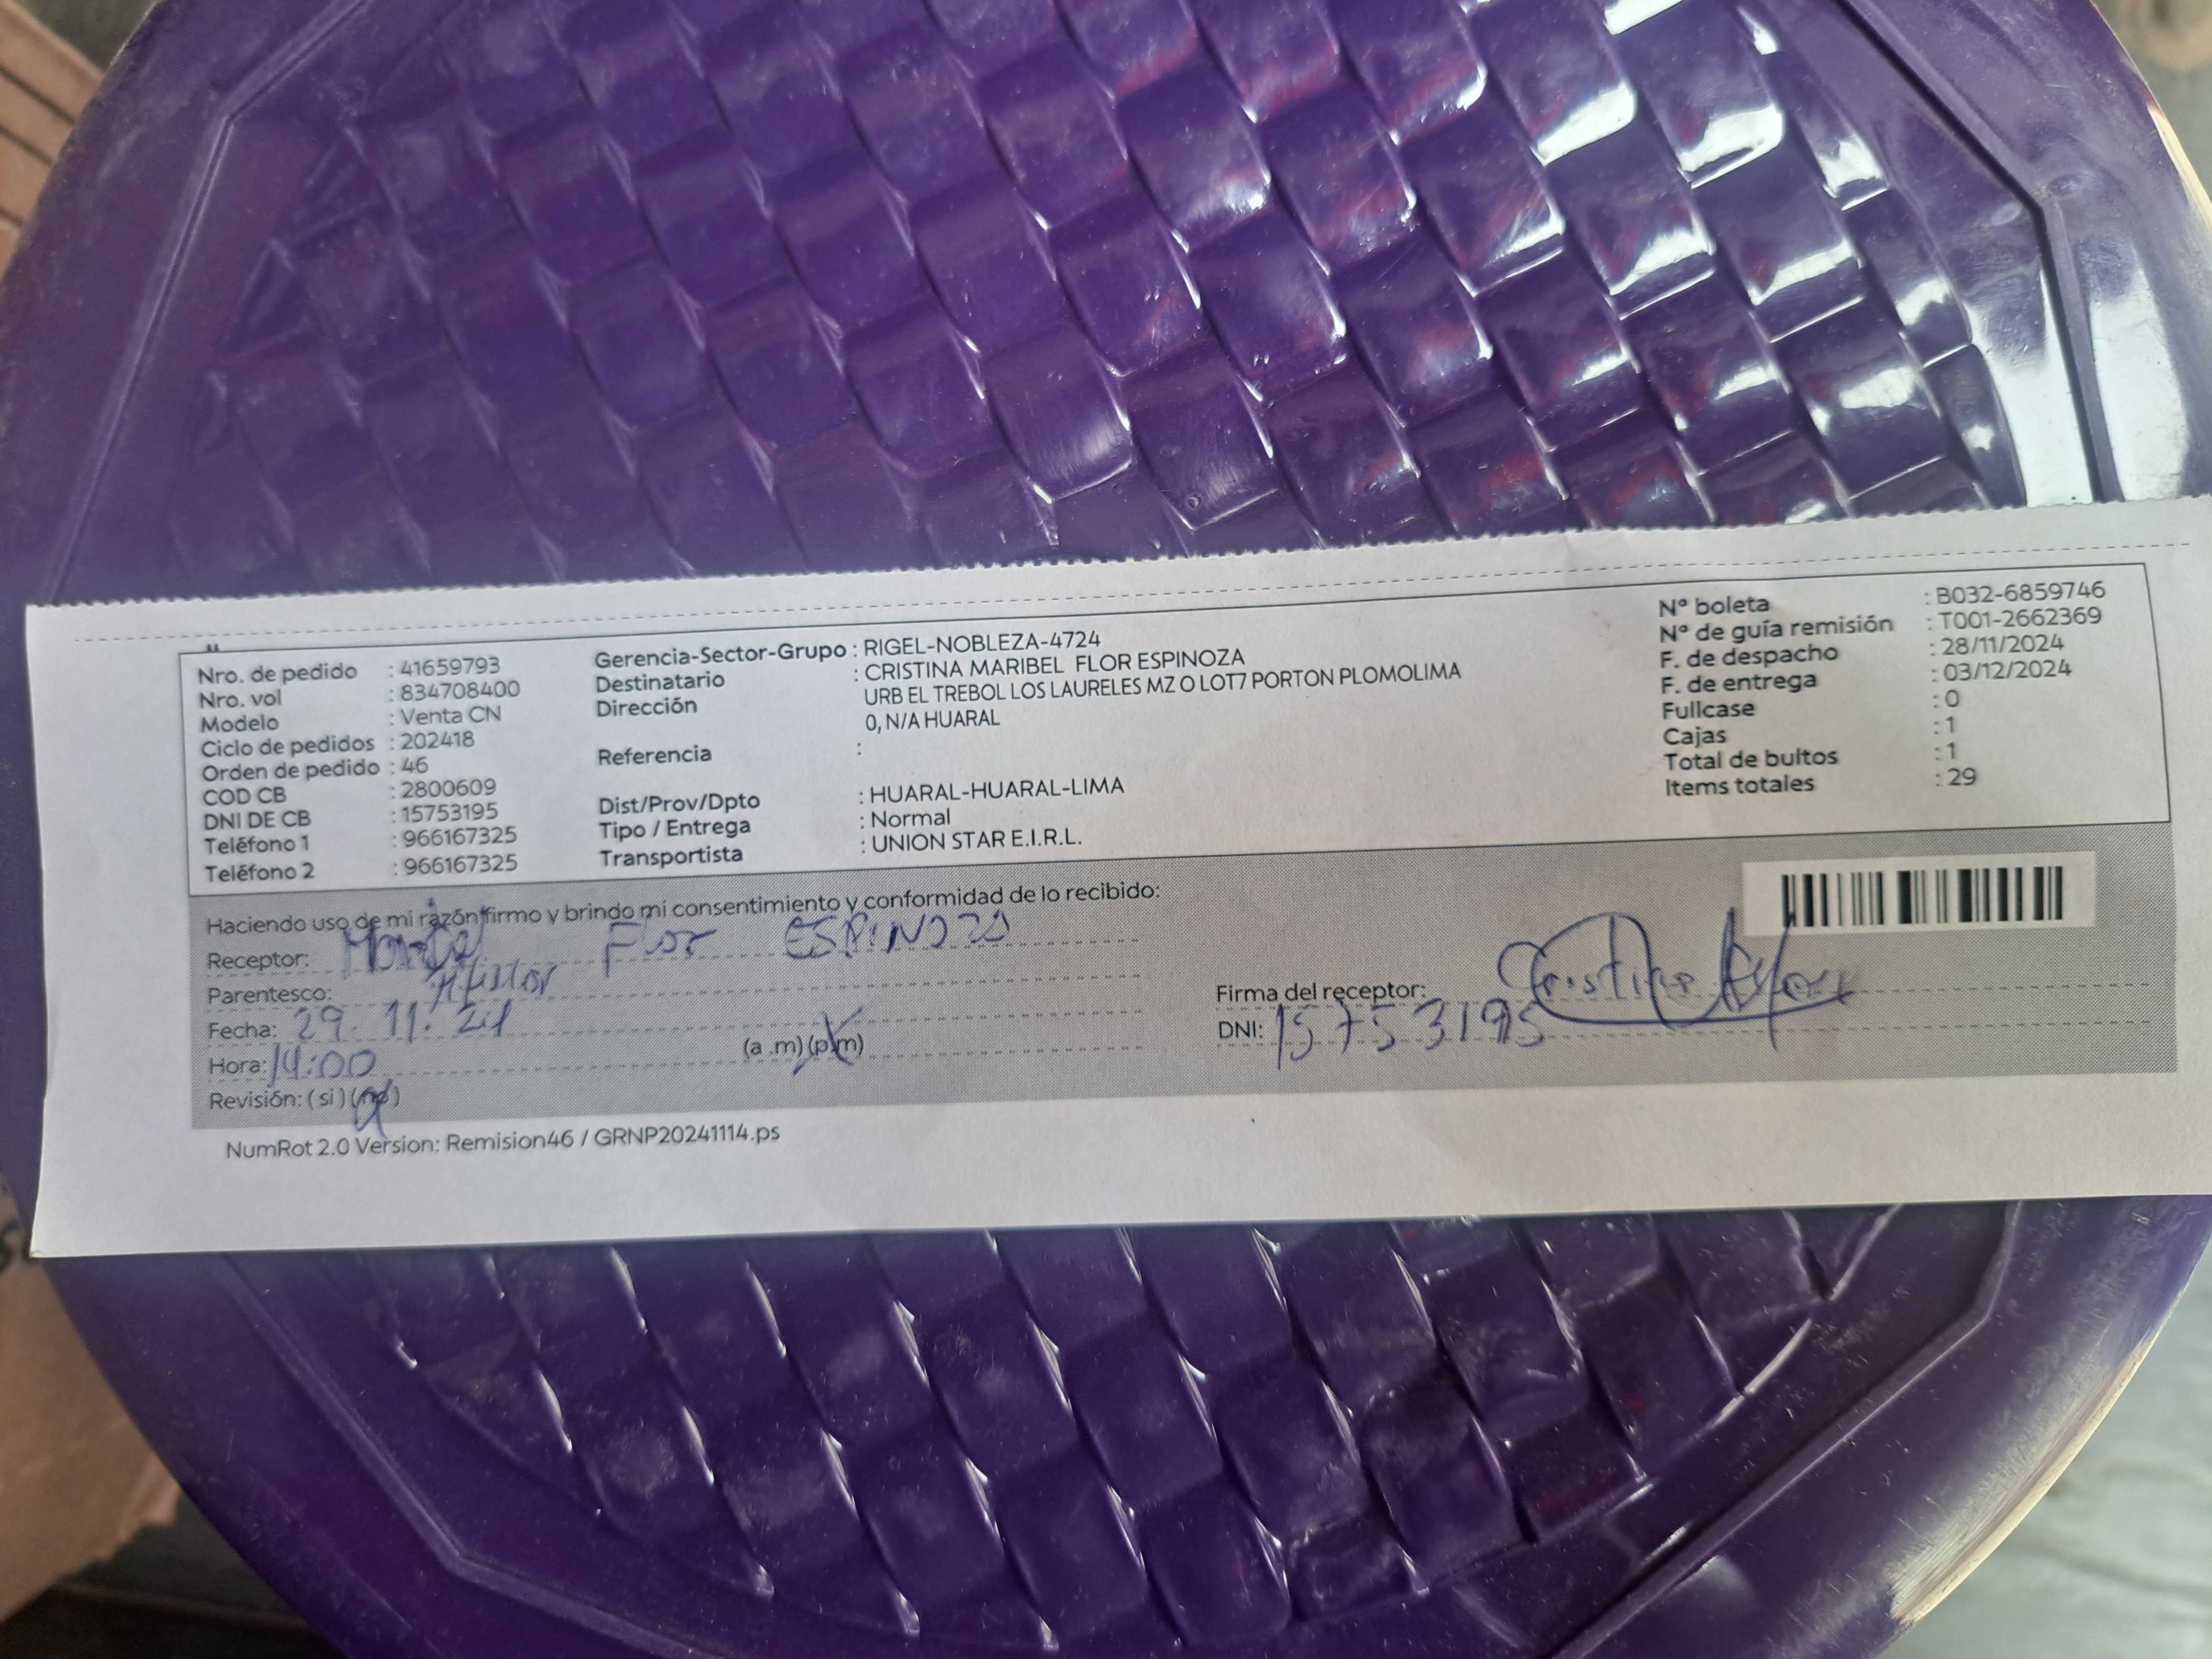 Nro. de pedido : 41659793
Nro. vol : 834708400
Modelo : Venta CN
Ciclo de pedidos : 202418
Orden de pedido : 46
COD CB : 2800609
DNI DE CB : 15753195
Teléfono 1 : 966167325
Teléfono 2 : 966167325
Gerencia-Sector-Grupo : RIGEL-NOBLEZA-4724
Destinatario : CRISTINA MARIBEL FLOR ESPINOZA
Dirección URB EL TREBOL LOS LAURELES MZ O LOT7 PORTON PLOMOLIMA
0, N/A HUARAL
Referencia :
Dist/Prov/Dpto : HUARAL-HUARAL-LIMA
Tipo / Entrega : Normal
Transportista : UNION STAR E.I.R.L.
N° boleta : B032-6859746
N° de guía remisión : T001-2662369
F. de despacho : 28/11/2024
F. de entrega : 03/12/2024
Fullcase : 0
Cajas : 1
Total de bultos : 1
Items totales : 29
Haciendo uso de mi razón firmo y brindo mi consentimiento y conformidad de lo recibido:
Receptor: Flor ESPINOZA
Parentesco:
Fecha: 29. 11. 24
Hora: 14:00 (a .m) (p.m)
Revisión: ( si ) (no)
Firma del receptor: Cristina Flor
DNI: 15753195
NumRot 2.0 Version: Remision46 / GRNP20241114.ps